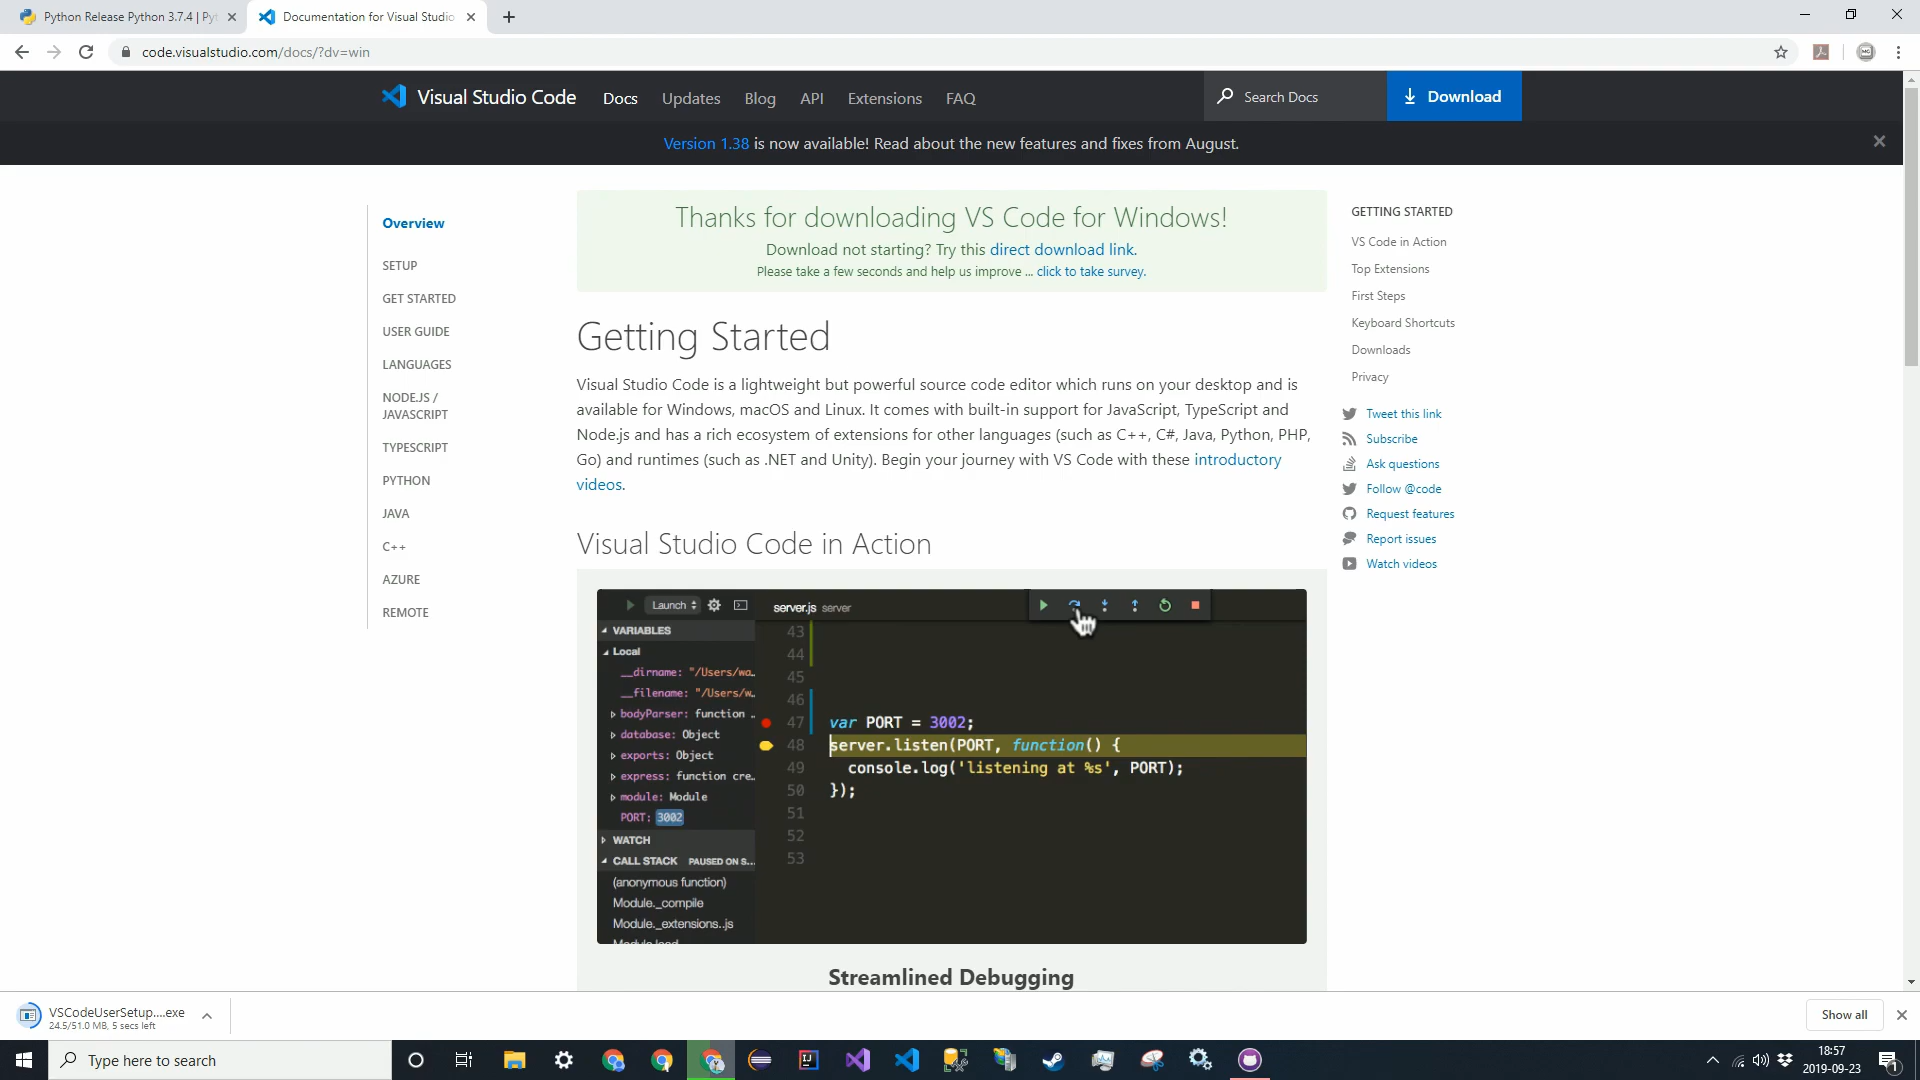 Python Release Python 3.7.4 | Pyt
Documentation for Visual Studio
code.visualstudio.com/docs/?dv=win
Visual Studio Code
Docs
Updates
Blog
API
Extensions
FAQ
Search Docs
Download
Version 1.38 is now available! Read about the new features and fixes from August.
Overview
SETUP
GET STARTED
USER GUIDE
LANGUAGES
NODE.JS /
JAVASCRIPT
TYPESCRIPT
PYTHON
JAVA
C++
AZURE
REMOTE
Thanks for downloading VS Code for Windows!
Download not starting? Try this direct download link.
Please take a few seconds and help us improve ... click to take survey.
Getting Started
Visual Studio Code is a lightweight but powerful source code editor which runs on your desktop and is
available for Windows, macOS and Linux. It comes with built-in support for JavaScript, TypeScript and
Node.js and has a rich ecosystem of extensions for other languages (such as C++, C#, Java, Python, PHP,
Go) and runtimes (such as .NET and Unity). Begin your journey with VS Code with these introductory
videos.
Visual Studio Code in Action
Launch
server.js server
VARIABLES
Local
__dirname: "/Users/wa…
__filename: "/Users/w…
bodyParser: function …
database: Object
exports: Object
express: function cre…
module: Module
PORT: 3002
WATCH
CALL STACK PAUSED ON S…
(anonymous function)
Module._compile
Module._extensions..js
Module.load
43
44
45
46
47 var PORT = 3002;
48 server.listen(PORT, function() {
49 console.log('listening at %s', PORT);
50 });
51
52
53
Streamlined Debugging
GETTING STARTED
VS Code in Action
Top Extensions
First Steps
Keyboard Shortcuts
Downloads
Privacy
Tweet this link
Subscribe
Ask questions
Follow @code
Request features
Report issues
Watch videos
VSCodeUserSetup....exe
24.5/51.0 MB, 5 secs left
Show all
Type here to search
18:57
2019-09-23
1